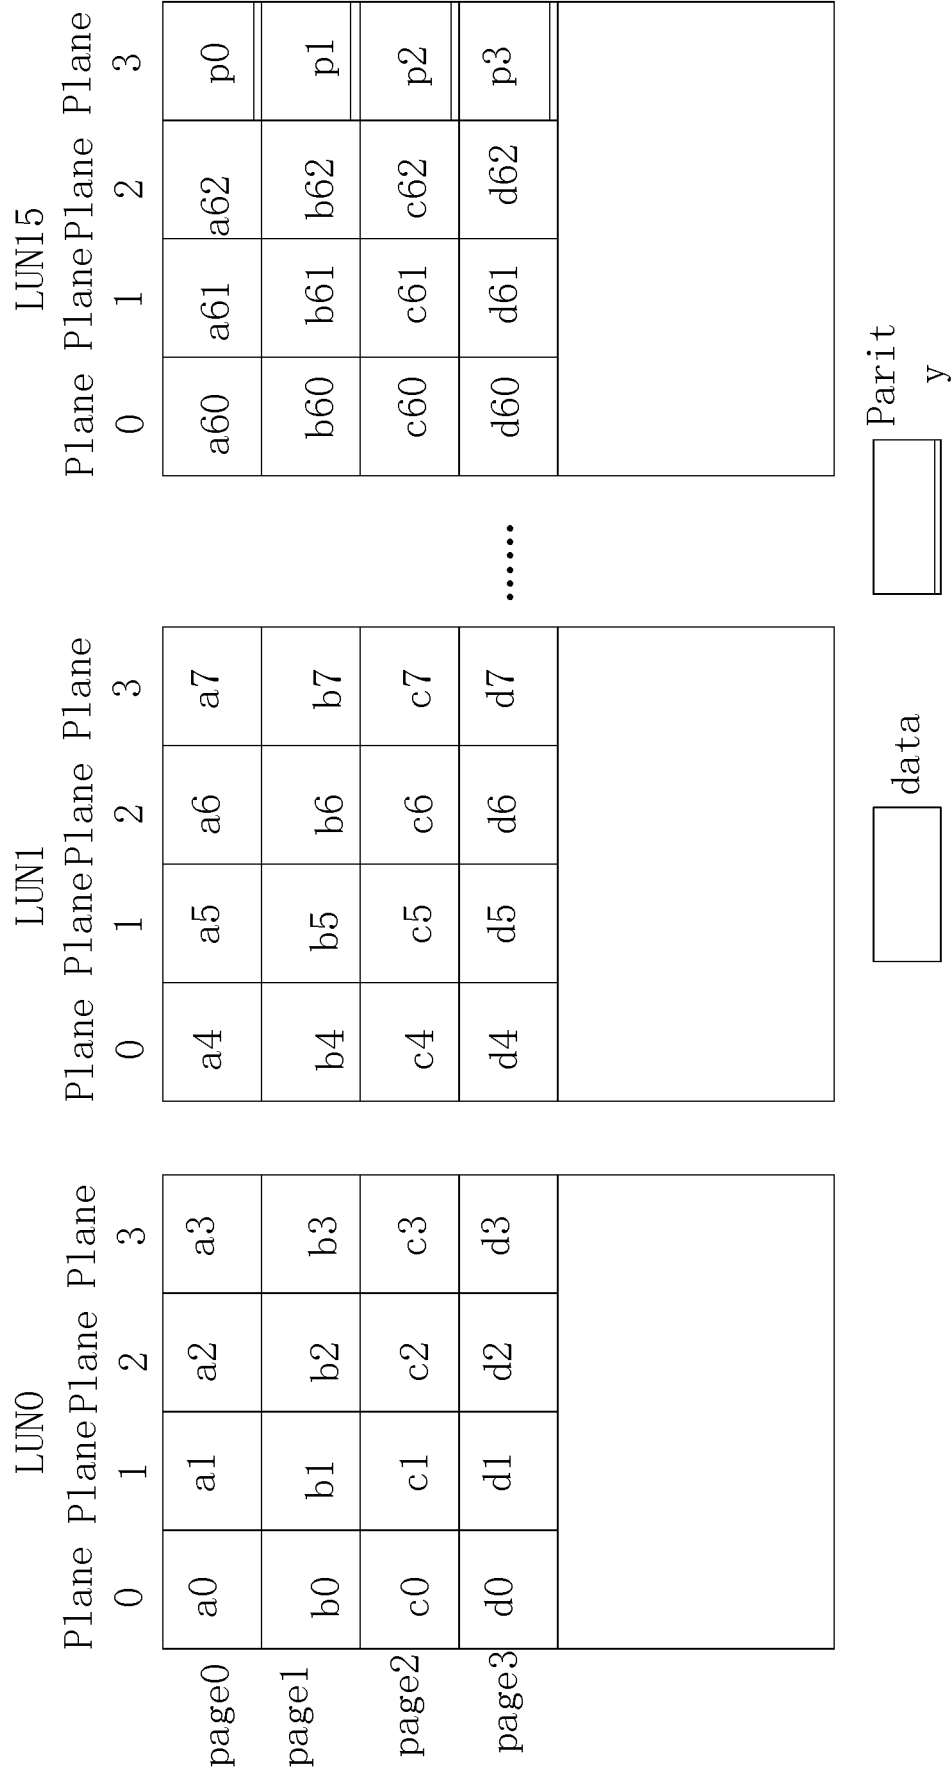 LUN0 LUN1 LUN15
Plane Plane Plane Plane Plane Plane Plane Plane Plane Plane Plane Plane
0 1 2 3 0 1 2 3 0 1 2 3
page0 a0 a1 a2 a3 a4 a5 a6 a7 a60 a61 a62 p0
page1 b0 b1 b2 b3 b4 b5 b6 b7 b60 b61 b62 p1
page2 c0 c1 c2 c3 c4 c5 c6 c7 c60 c61 c62 p2
page3 d0 d1 d2 d3 d4 d5 d6 d7 ...... d60 d61 d62 p3
data Parit
y